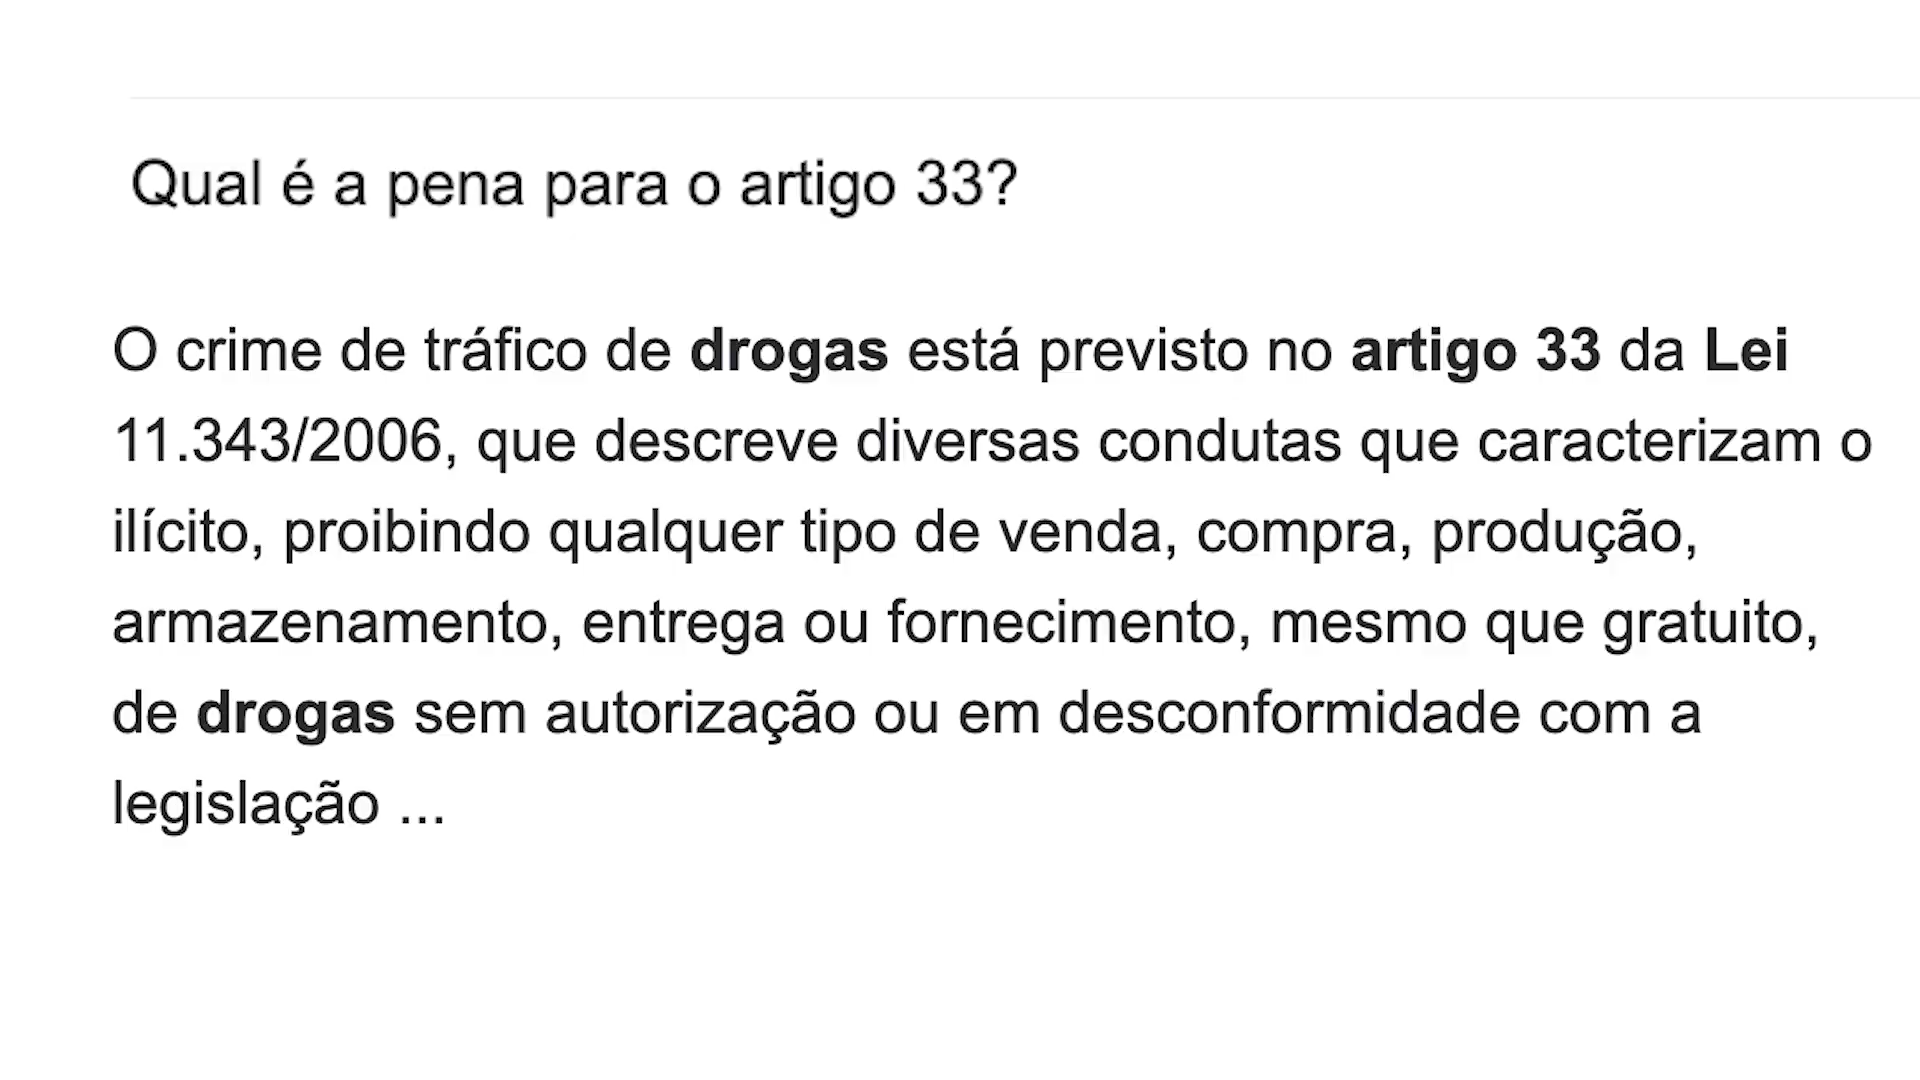 Qual é a pena para o artigo 33?
O crime de tráfico de drogas está previsto no artigo 33 da Lei
11.343/2006, que descreve diversas condutas que caracterizam o
ilícito, proibindo qualquer tipo de venda, compra, produção,
armazenamento, entrega ou fornecimento, mesmo que gratuito,
de drogas sem autorização ou em desconformidade com a
legislação ...